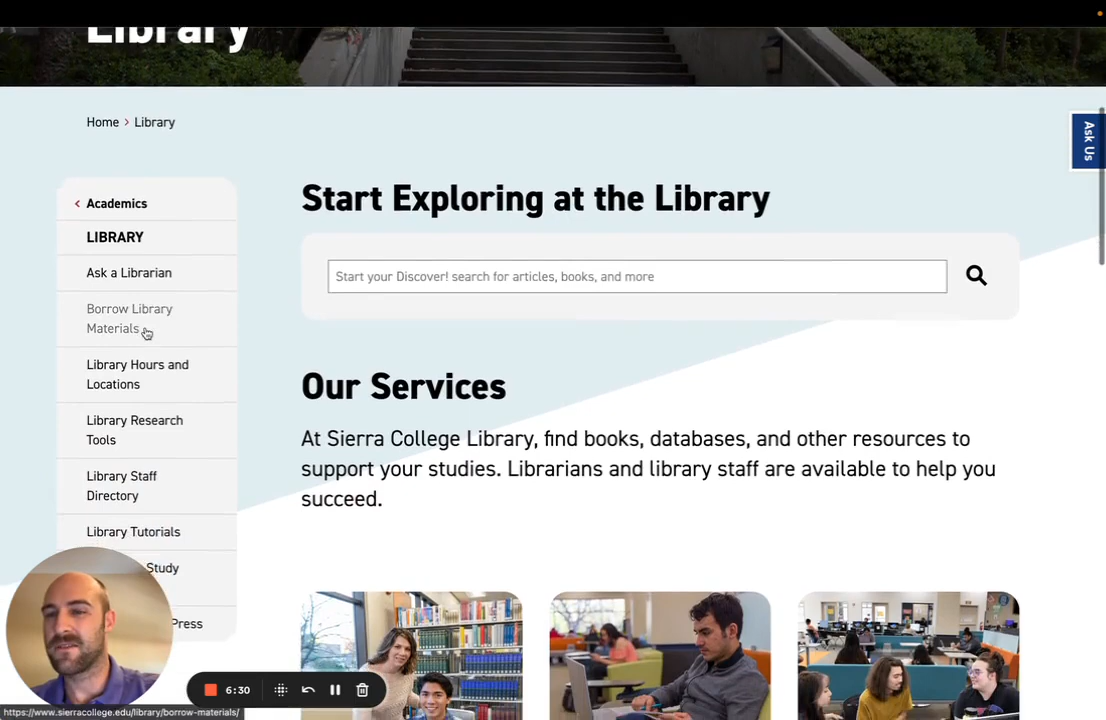 Library
Home > Library
Ask Us
< Academics
LIBRARY
Ask a Librarian
Borrow Library
Materials
Library Hours and
Locations
Library Research
Tools
Library Staff
Directory
Library Tutorials
Study
Press
Start Exploring at the Library
Start your Discover! search for articles, books, and more
Our Services
At Sierra College Library, find books, databases, and other resources to
support your studies. Librarians and library staff are available to help you
succeed.
6:30
https://www.sierracollege.edu/library/borrow-materials/